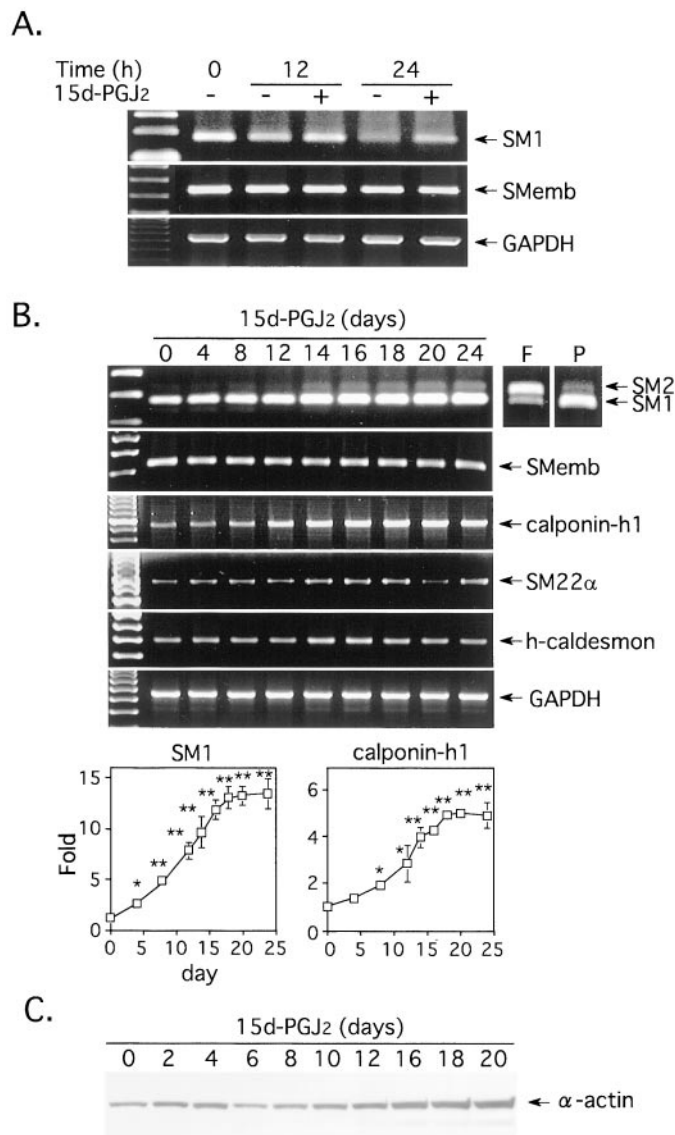 A.
Time (h) 0 12 24
15d-PGJ2 - - + - +
SM1
SMemb
GAPDH
B.
15d-PGJ2 (days)
0 4 8 12 14 16 18 20 24 F P
SM2
SM1
SMemb
calponin-h1
SM22α
h-caldesmon
GAPDH
SM1
15
10
5
0
Fold
* ** ** ** ** ** ** **
0 5 10 15 20 25
day
calponin-h1
6
4
2
0
* * ** ** ** ** **
0 5 10 15 20 25
C.
15d-PGJ2 (days)
0 2 4 6 8 10 12 16 18 20
α-actin